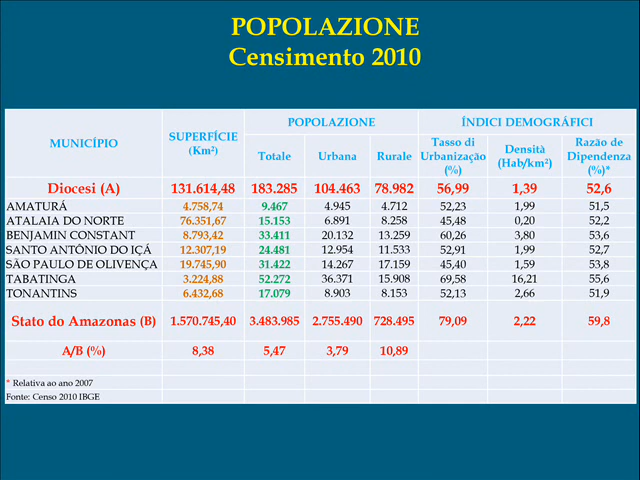 POPOLAZIONE
Censimento 2010
MUNICÍPIO SUPERFÍCIE (Km²) POPOLAZIONE ÍNDICI DEMOGRÁFICI
Totale Urbana Rurale Tasso di Urbanização (%) Densità (Hab/km²) Razão de Dipendenza (%)*
Diocesi (A) 131.614,48 183.285 104.463 78.982 56,99 1,39 52,6
AMATURÁ 4.758,74 9.467 4.945 4.712 52,23 1,99 51,5
ATALAIA DO NORTE 76.351,67 15.153 6.891 8.258 45,48 0,20 52,2
BENJAMIN CONSTANT 8.793,42 33.411 20.132 13.259 60,26 3,80 53,6
SANTO ANTÔNIO DO IÇÁ 12.307,19 24.481 12.954 11.533 52,91 1,99 52,7
SÃO PAULO DE OLIVENÇA 19.745,90 31.422 14.267 17.159 45,40 1,59 53,8
TABATINGA 3.224,88 52.272 36.371 15.908 69,58 16,21 55,6
TONANTINS 6.432,68 17.079 8.903 8.153 52,13 2,66 51,9
Stato do Amazonas (B) 1.570.745,40 3.483.985 2.755.490 728.495 79,09 2,22 59,8
A/B (%) 8,38 5,47 3,79 10,89
* Relativa ao ano 2007
Fonte: Censo 2010 IBGE